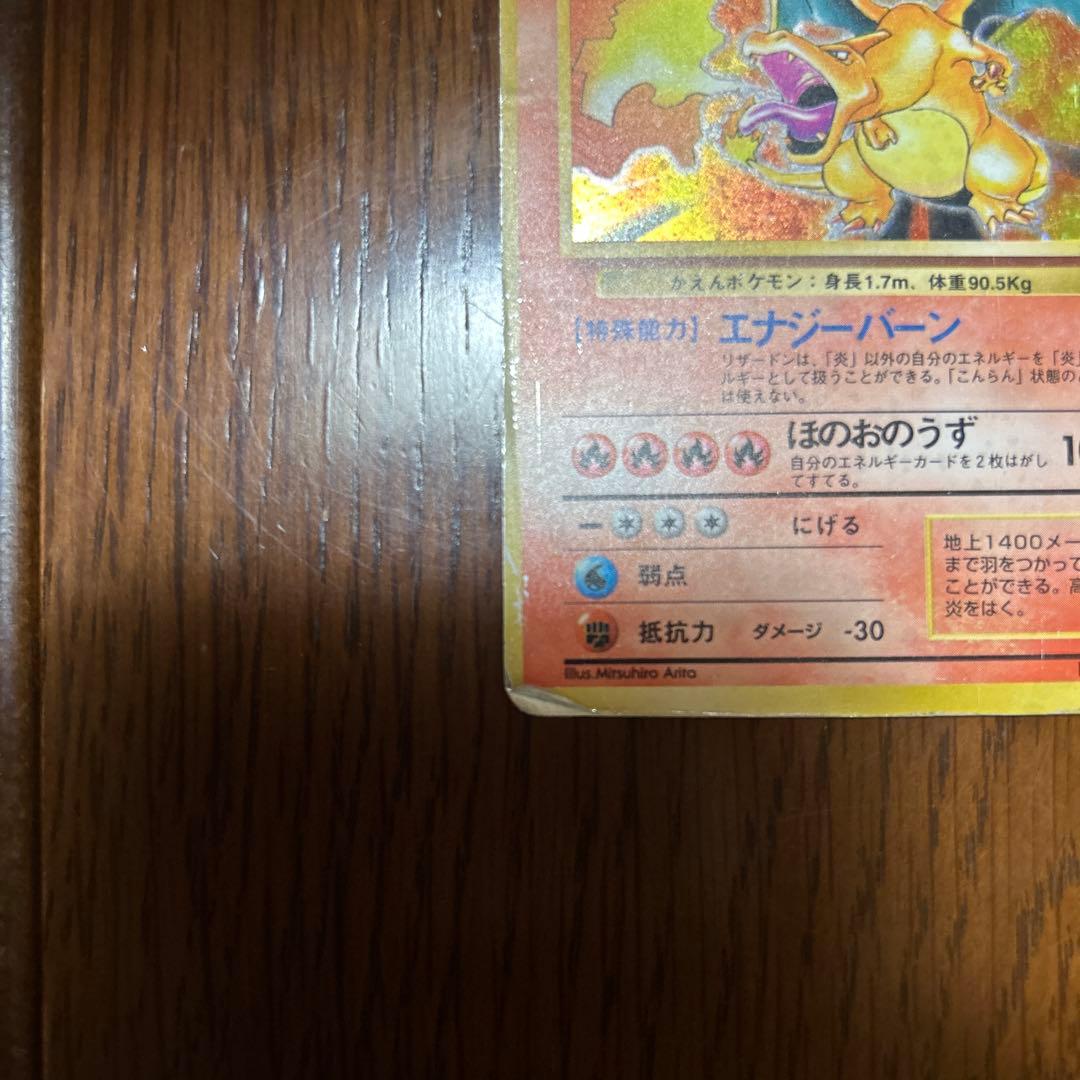 かえんポケモン：身長1.7m、体重90.5Kg
[特殊能力] エナジーバーン
リザードンは、「炎」以外の自分のエネルギーを「炎
ルギーとして扱うことができる。「こんらん」状態の
は使えない。
ほのおのうず 1
自分のエネルギーカードを2枚はがし
てすてる。
にげる
弱点
抵抗力 ダメージ -30
地上1400メー
まで羽をつかって
ことができる。高
炎をはく。
Illus.Mitsuhiro Arita